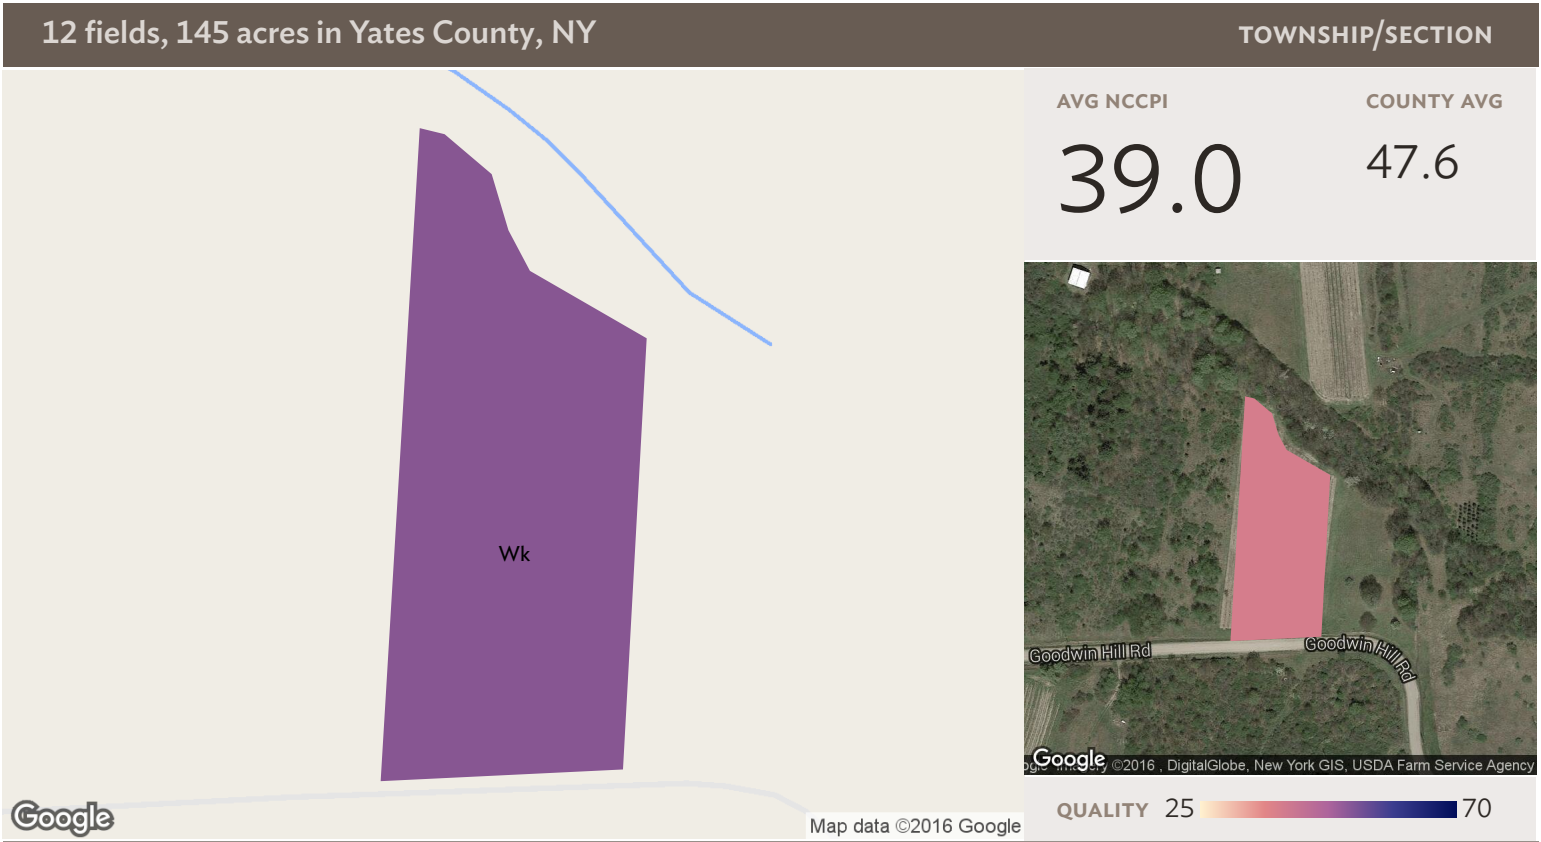 12 fields, 145 acres in Yates County, NY
TOWNSHIP/SECTION
AVG NCCPI
COUNTY AVG
39.0
47.6
Wk
Goodwin Hill Rd
Goodwin Hill Rd
Google
©2016 , DigitalGlobe, New York GIS, USDA Farm Service Agency
Google
Map data ©2016 Google
QUALITY 25 70